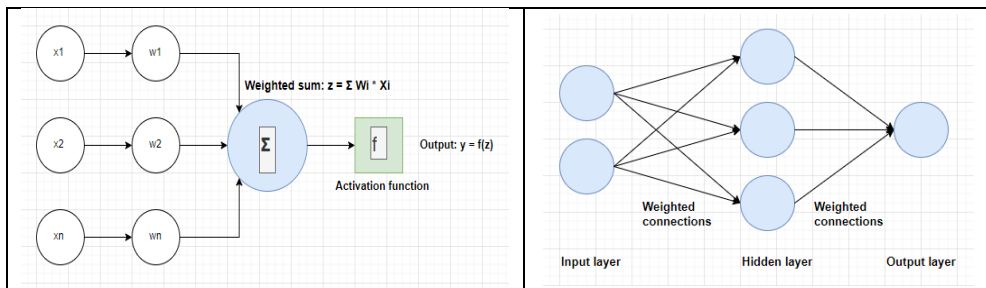 x1
w1
Weighted sum: z = Σ Wi * Xi
x2
w2
Σ
f
Output: y = f(z)
Activation function
xn
wn
Weighted
connections
Weighted
connections
Input layer
Hidden layer
Output layer